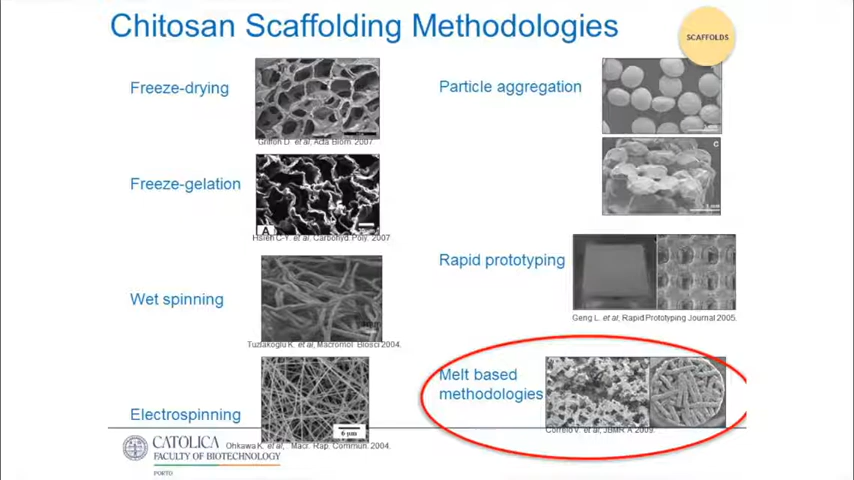 Chitosan Scaffolding Methodologies
SCAFFOLDS
Freeze-drying
Griffon D. et al, Acta Biom. 2007
Freeze-gelation
A
Hsieh C-Y. et al, Carbohyd. Poly. 2007
Wet spinning
Tuzlakoglu K. et al, Macromol Biosci 2004.
Electrospinning
6 µm
Ohkawa K. et al, Macr. Rap. Commun. 2004.
Particle aggregation
C
Rapid prototyping
Geng L. et al, Rapid Prototyping Journal 2005.
Melt based
methodologies
Correlo V. et al, JBMR A 2009.
CATOLICA
FACULTY OF BIOTECHNOLOGY
PORTO